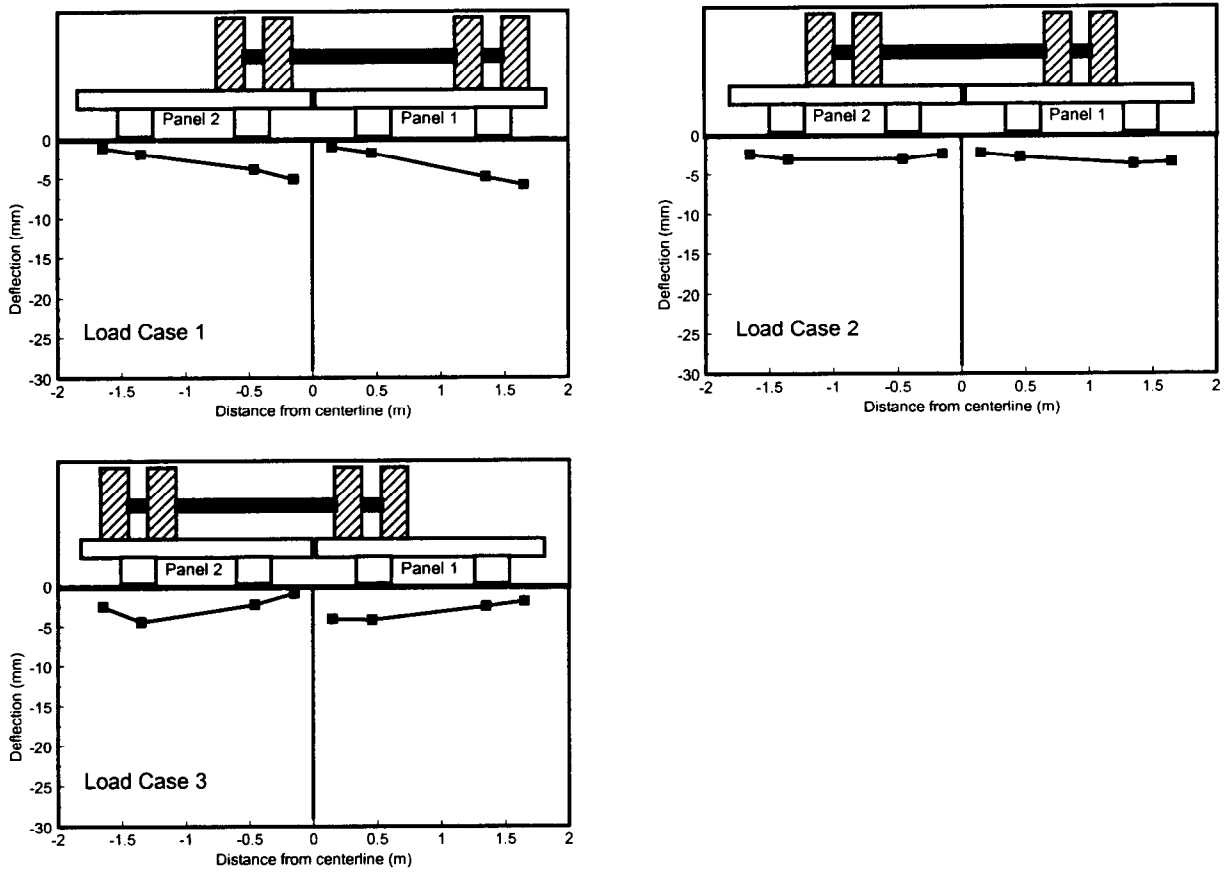 Panel 2 Panel 1
0
-5
-10
-15
-20
-25
-30
Deflection (mm)
Load Case 1
-2 -1.5 -1 -0.5 0 0.5 1 1.5 2
Distance from centerline (m)
Panel 2 Panel 1
0
-5
-10
-15
-20
-25
-30
Deflection (mm)
Load Case 2
-2 -1.5 -1 -0.5 0 0.5 1 1.5 2
Distance from centerline (m)
Panel 2 Panel 1
0
-5
-10
-15
-20
-25
-30
Deflection (mm)
Load Case 3
-2 -1.5 -1 -0.5 0 0.5 1 1.5 2
Distance from centerline (m)